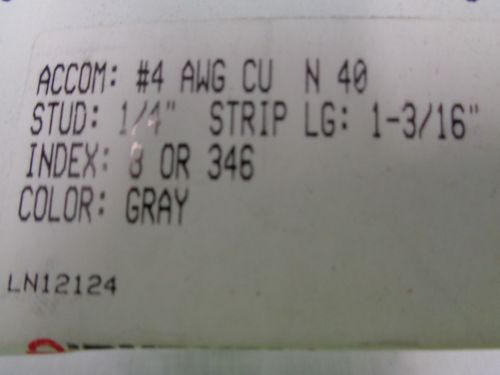 ACCOM: #4 AWG CU N 40
STUD: 1/4" STRIP LG: 1-3/16"
INDEX: 8 OR 346
COLOR: GRAY
LN12124